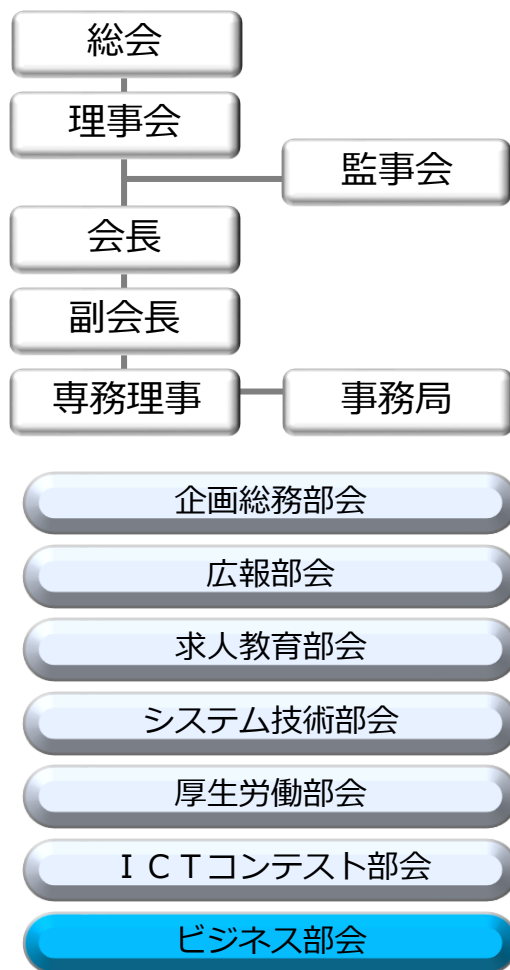 総会
理事会
監事会
会長
副会長
専務理事
事務局
企画総務部会
広報部会
求人教育部会
システム技術部会
厚生労働部会
ＩＣＴコンテスト部会
ビジネス部会